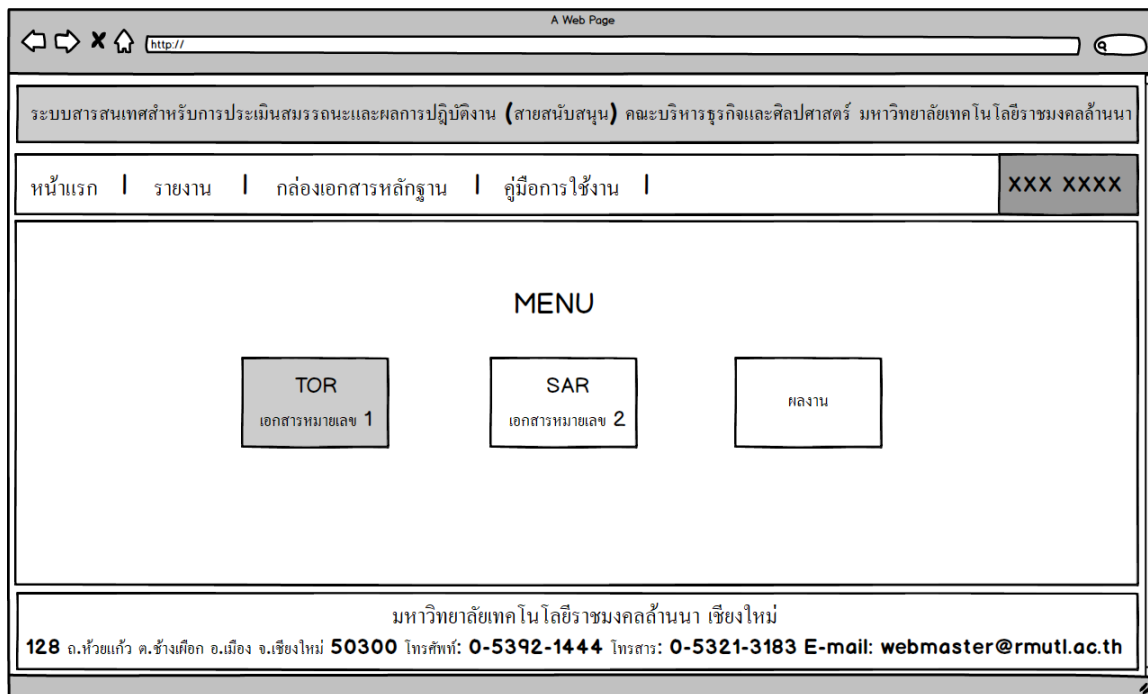 A Web Page
http://
ระบบสารสนเทศสำหรับการประเมินสมรรถนะและผลการปฎิบัติงาน (สายสนับสนุน) คณะบริหารธุรกิจและศิลปศาสตร์ มหาวิทยาลัยเทคโนโลยีราชมงคลล้านนา
หน้าแรก | รายงาน | กล่องเอกสารหลักฐาน | คู่มือการใช้งาน | XXX XXXX
MENU
TOR
เอกสารหมายเลข 1
SAR
เอกสารหมายเลข 2
ผลงาน
มหาวิทยาลัยเทคโนโลยีราชมงคลล้านนา เชียงใหม่
128 ถ.ห้วยแก้ว ต.ช้างเผือก อ.เมือง จ.เชียงใหม่ 50300 โทรศัพท์: 0-5392-1444 โทรสาร: 0-5321-3183 E-mail: webmaster@rmutl.ac.th